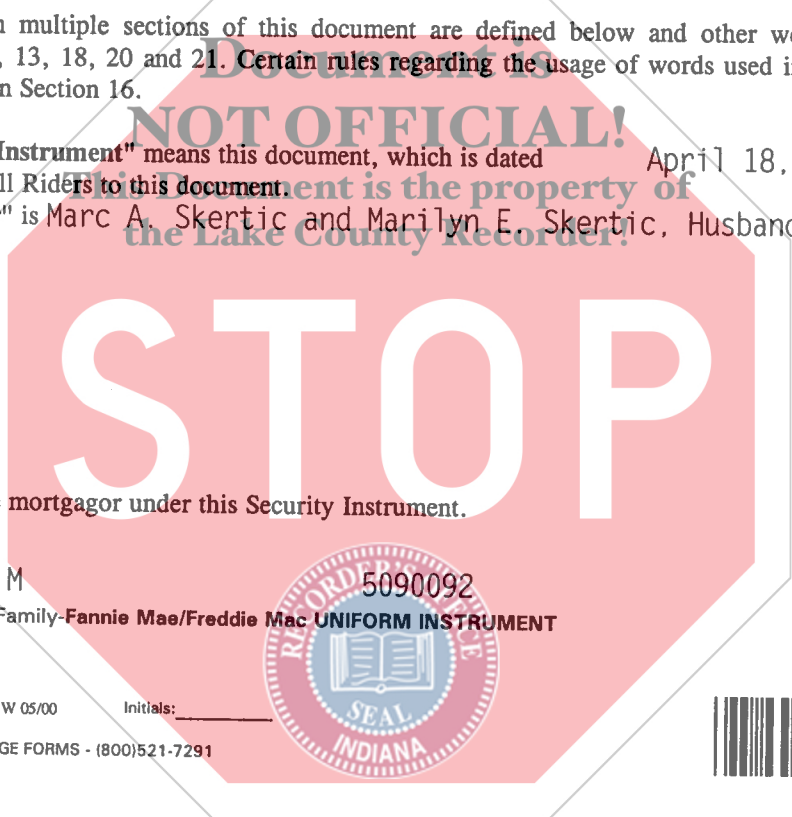 multiple sections of this document are defined below and other
, 13, 18, 20 and 21. Certain rules regarding the usage of words used
Section 16.
Document is
NOT OFFICIAL!
This Document is the property of
the Lake County Recorder!
Instrument" means this document, which is dated April 18,
Riders to this document.
" is Marc A. Skertic and Marilyn E. Skertic, Husband
STOP
mortgagor under this Security Instrument.
M 5090092
Family-Fannie Mae/Freddie Mac UNIFORM INSTRUMENT
RECORDER'S OFFICE
SEAL
INDIANA
W 05/00 Initials:
GE FORMS - (800)521-7291